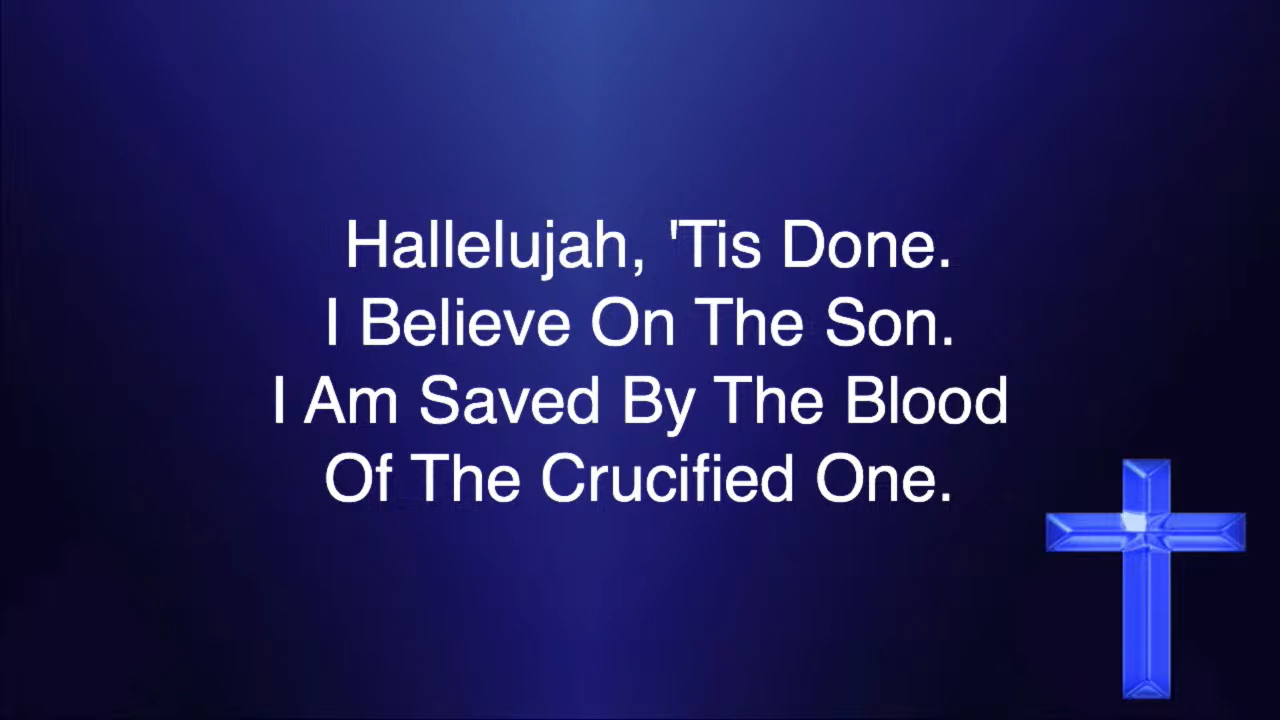 Hallelujah, 'Tis Done.
I Believe On The Son.
I Am Saved By The Blood
Of The Crucified One.